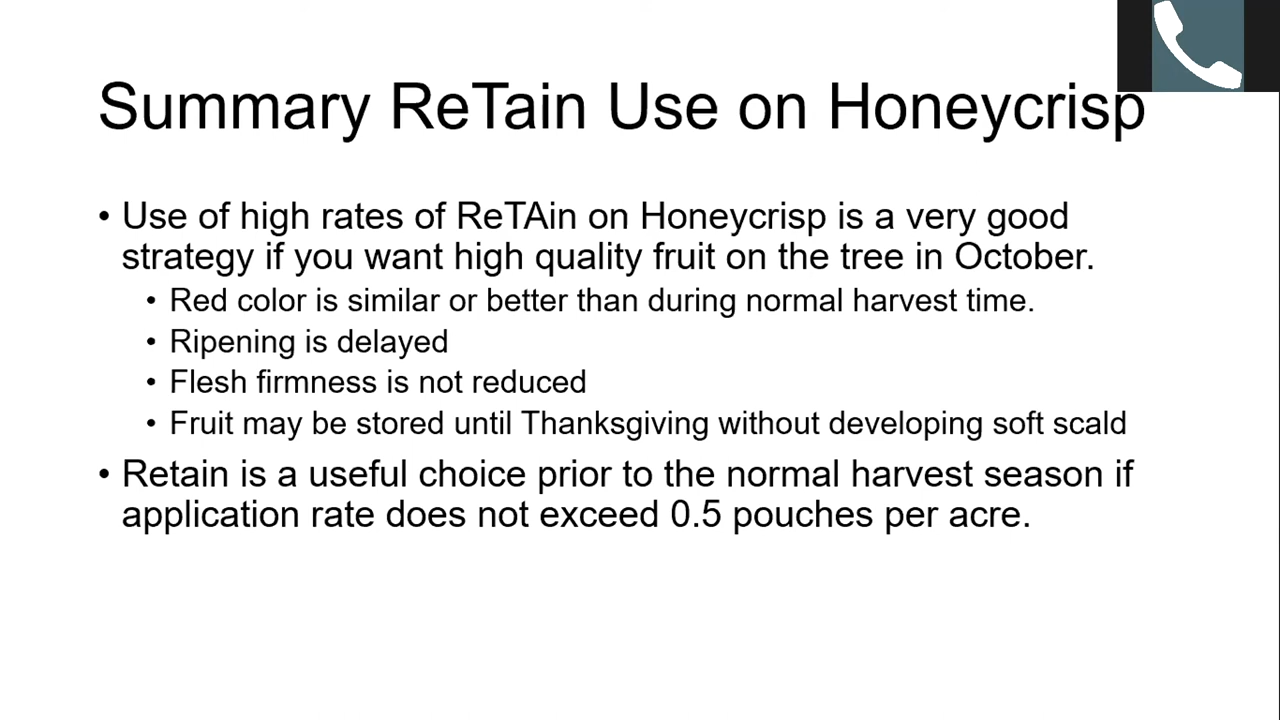 Summary ReTain Use on Honeycrisp
• Use of high rates of ReTAin on Honeycrisp is a very good
strategy if you want high quality fruit on the tree in October.
• Red color is similar or better than during normal harvest time.
• Ripening is delayed
• Flesh firmness is not reduced
• Fruit may be stored until Thanksgiving without developing soft scald
• Retain is a useful choice prior to the normal harvest season if
application rate does not exceed 0.5 pouches per acre.